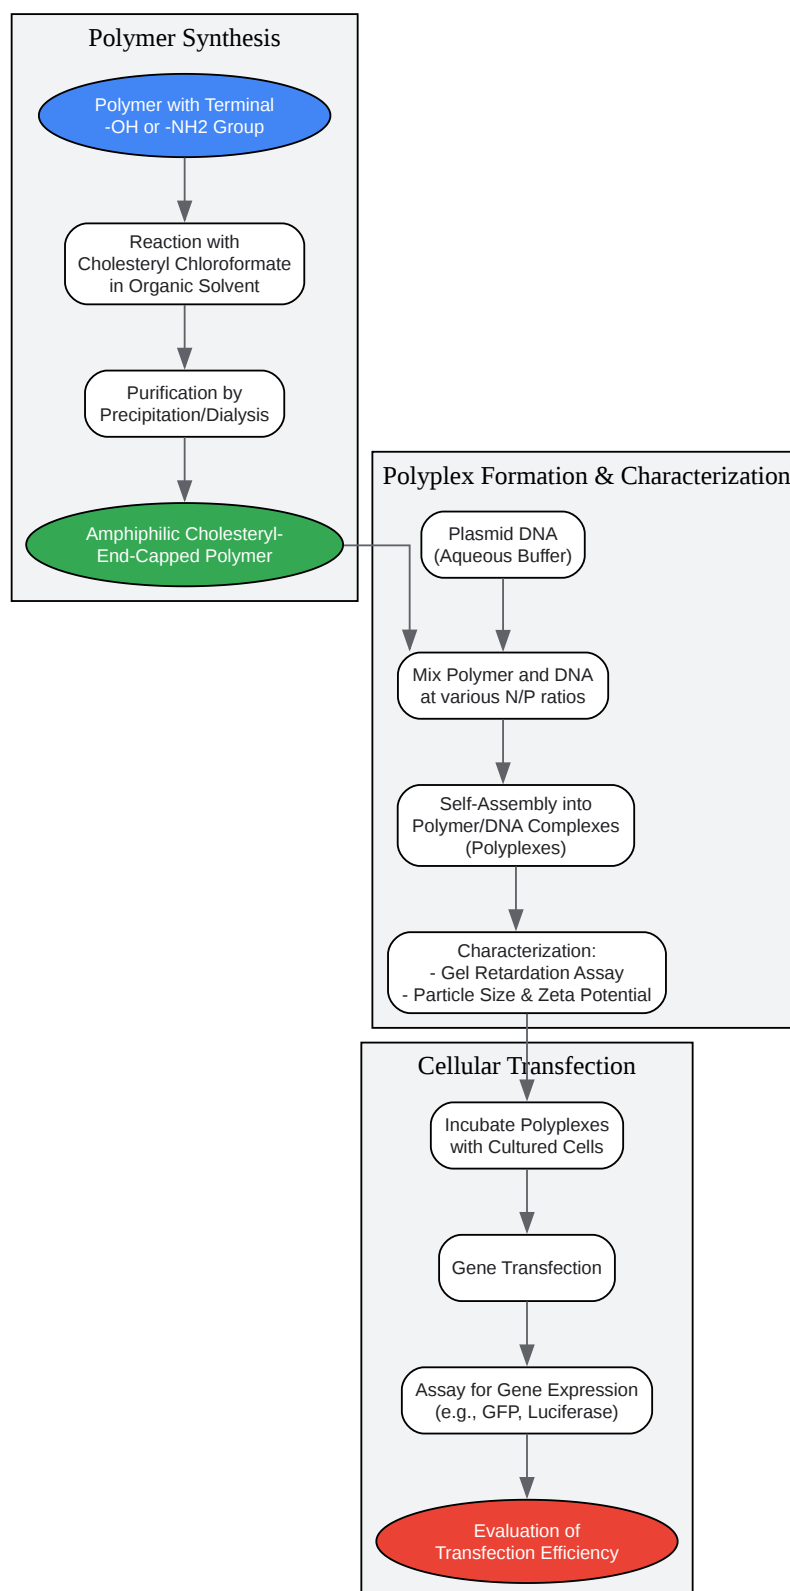 Polymer Synthesis
Polymer with Terminal
-OH or -NH2 Group
Reaction with
Cholesteryl Chloroformate
in Organic Solvent
Purification by
Precipitation/Dialysis
Amphiphilic Cholesteryl-
End-Capped Polymer
Polyplex Formation & Characterization
Plasmid DNA
(Aqueous Buffer)
Mix Polymer and DNA
at various N/P ratios
Self-Assembly into
Polymer/DNA Complexes
(Polyplexes)
Characterization:
- Gel Retardation Assay
- Particle Size & Zeta Potential
Cellular Transfection
Incubate Polyplexes
with Cultured Cells
Gene Transfection
Assay for Gene Expression
(e.g., GFP, Luciferase)
Evaluation of
Transfection Efficiency